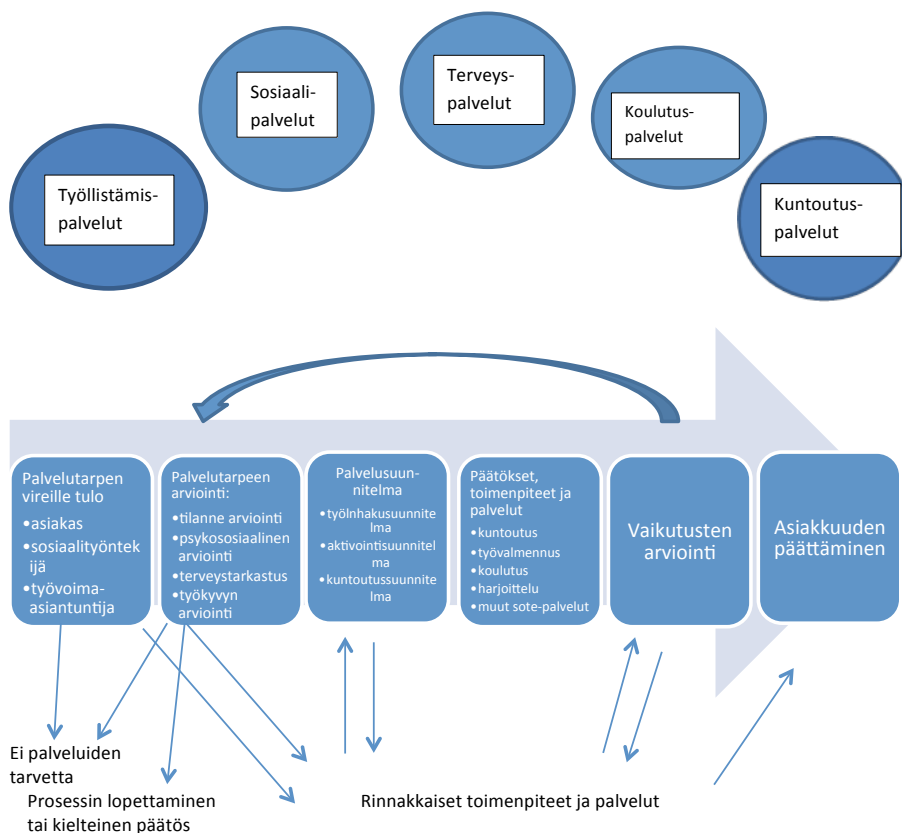 Työllistämis-
palvelut
Sosiaali-
palvelut
Terveys-
palvelut
Koulutus-
palvelut
Kuntoutus-
palvelut
Palvelutarpen
vireille tulo
•asiakas
•sosiaalityöntek
ijä
•työvoima-
asiantuntija
Palvelutarpeen
arviointi:
•tilanne arviointi
•psykososiaalinen
arviointi
•terveystarkastus
•työkyvyn
arviointi
Palvelusuun-
nitelma
•työlnhakusuunnite
lma
•aktivointisuunnitel
ma
•kuntoutussuunnite
lma
Päätökset,
toimenpiteet ja
palvelut
•kuntoutus
•työvalmennus
•koulutus
•harjoittelu
•muut sote-palvelut
Vaikutusten
arviointi
Asiakkuuden
päättäminen
Ei palveluiden
tarvetta
Prosessin lopettaminen
tai kielteinen päätös
Rinnakkaiset toimenpiteet ja palvelut